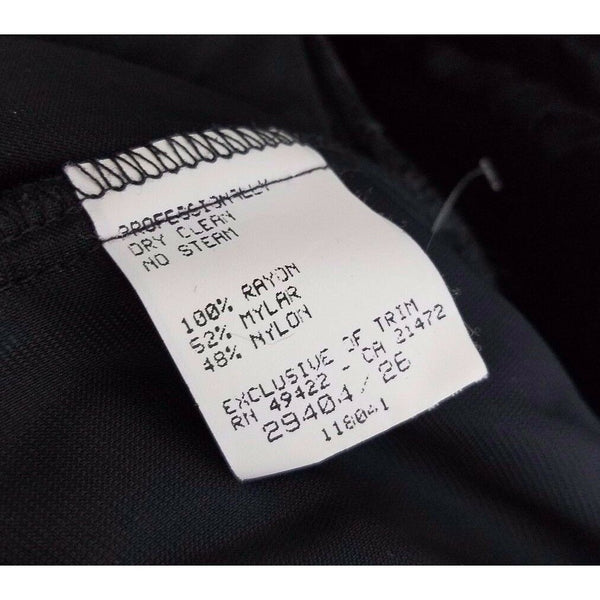 PROFESSIONALLY
DRY CLEAN
NO STEAM
100% RAYON
52% MYLAR
48% NYLON
EXCLUSIVE OF TRIM
RN 49422 - CA 21472
29404/26
118041